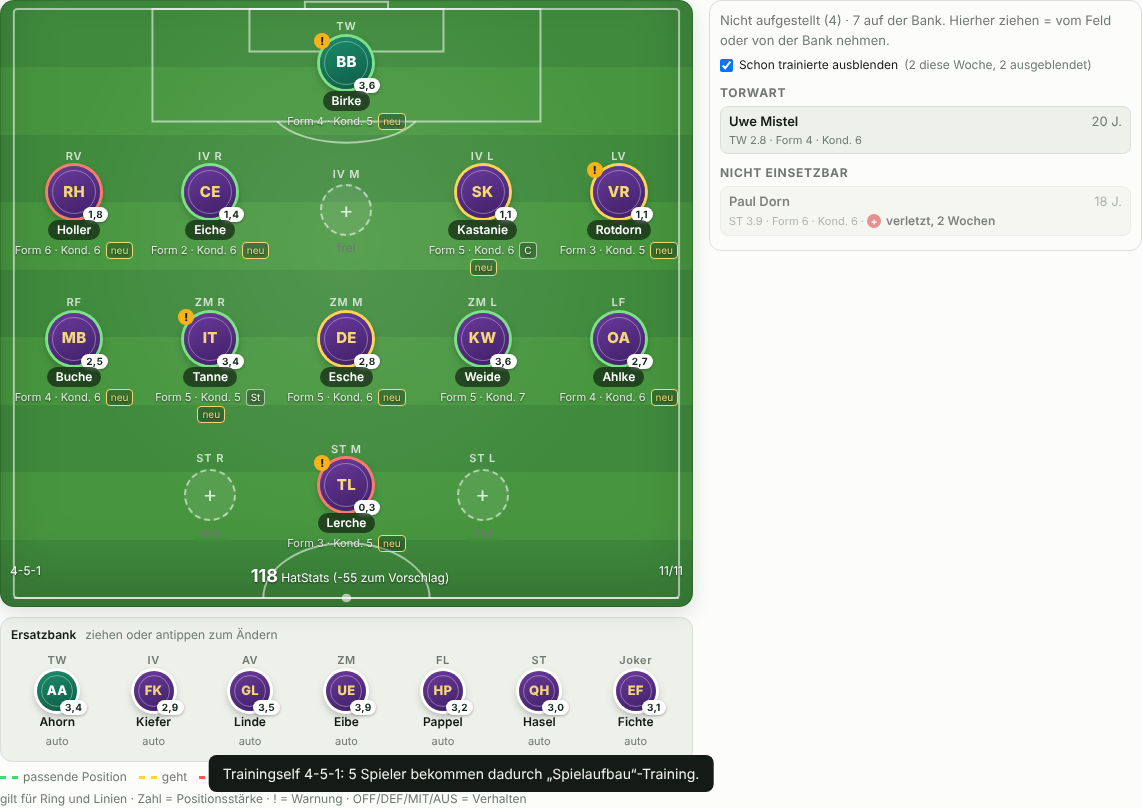 TW
!
BB
3,6
Birke
Form 4 · Kond. 5 neu
RV IV R IV M IV L LV
!
RH CE + SK VR
1,8 1,4 1,1 1,1
Holler Eiche Kastanie Rotdorn
frei
Form 6 · Kond. 6 neu Form 2 · Kond. 6 neu Form 5 · Kond. 6 C Form 3 · Kond. 5 neu
neu
RF ZM R ZM M ZM L LF
!
MB IT DE KW OA
2,5 3,4 2,8 3,6 2,7
Buche Tanne Esche Weide Ahlke
Form 4 · Kond. 6 neu Form 5 · Kond. 5 St Form 5 · Kond. 6 neu Form 5 · Kond. 7 Form 4 · Kond. 6 neu
neu
ST R ST M ST L
!
+ TL +
0,3
Lerche
Form 3 · Kond. 5 neu
4-5-1 118 HatStats (-55 zum Vorschlag) 11/11
Ersatzbank ziehen oder antippen zum Ändern
TW IV AV ZM FL ST Joker
AA FK GL UE HP QH EF
3,4 2,9 3,5 3,9 3,2 3,0 3,1
Ahorn Kiefer Linde Eibe Pappel Hasel Fichte
auto auto auto auto auto auto auto
passende Position geht
Trainingself 4-5-1: 5 Spieler bekommen dadurch „Spielaufbau“-Training.
gilt für Ring und Linien · Zahl = Positionsstärke · ! = Warnung · OFF/DEF/MIT/AUS = Verhalten
Nicht aufgestellt (4) · 7 auf der Bank. Hierher ziehen = vom Feld
oder von der Bank nehmen.
Schon trainierte ausblenden (2 diese Woche, 2 ausgeblendet)
TORWART
Uwe Mistel 20 J.
TW 2.8 · Form 4 · Kond. 6
NICHT EINSETZBAR
Paul Dorn 18 J.
ST 3.9 · Form 6 · Kond. 6 · + verletzt, 2 Wochen